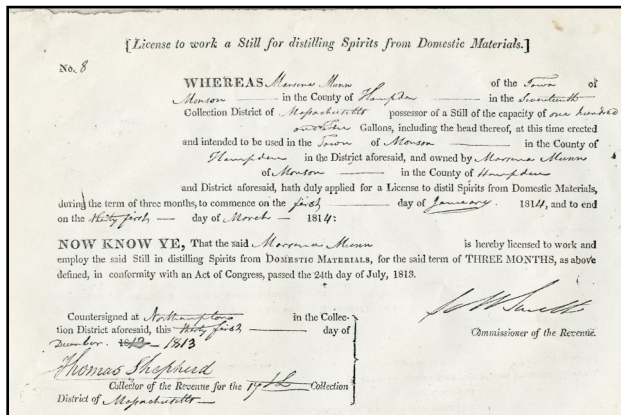 [License to work a Still for distilling Spirits from Domestic Materials.]
No. 8
WHEREAS Marsena Munn of the Town of
Monson in the County of Hampden in the Seventeenth
Collection District of Massachusetts possessor of a Still of the capacity of one hundred
Gallons, including the head thereof, at this time erected
and intended to be used in the Town of Monson in the County of
Hampden in the District aforesaid, and owned by Marsena Munn
of Monson in the County of Hampden
and District aforesaid, hath duly applied for a License to distil Spirits from Domestic Materials,
during the term of three months, to commence on the first day of January 1814, and to end
on the thirty first day of March 1814:
NOW KNOW YE, That the said Marsena Munn is hereby licensed to work and
employ the said Still in distilling Spirits from DOMESTIC MATERIALS, for the said term of THREE MONTHS, as above
defined, in conformity with an Act of Congress, passed the 24th day of July, 1813.
Countersigned at Northampton in the Collec-
tion District aforesaid, this thirty first day of
December 1813
Commissioner of the Revenue.
Thomas Shepherd
Collector of the Revenue for the 17th Collection
District of Massachusetts